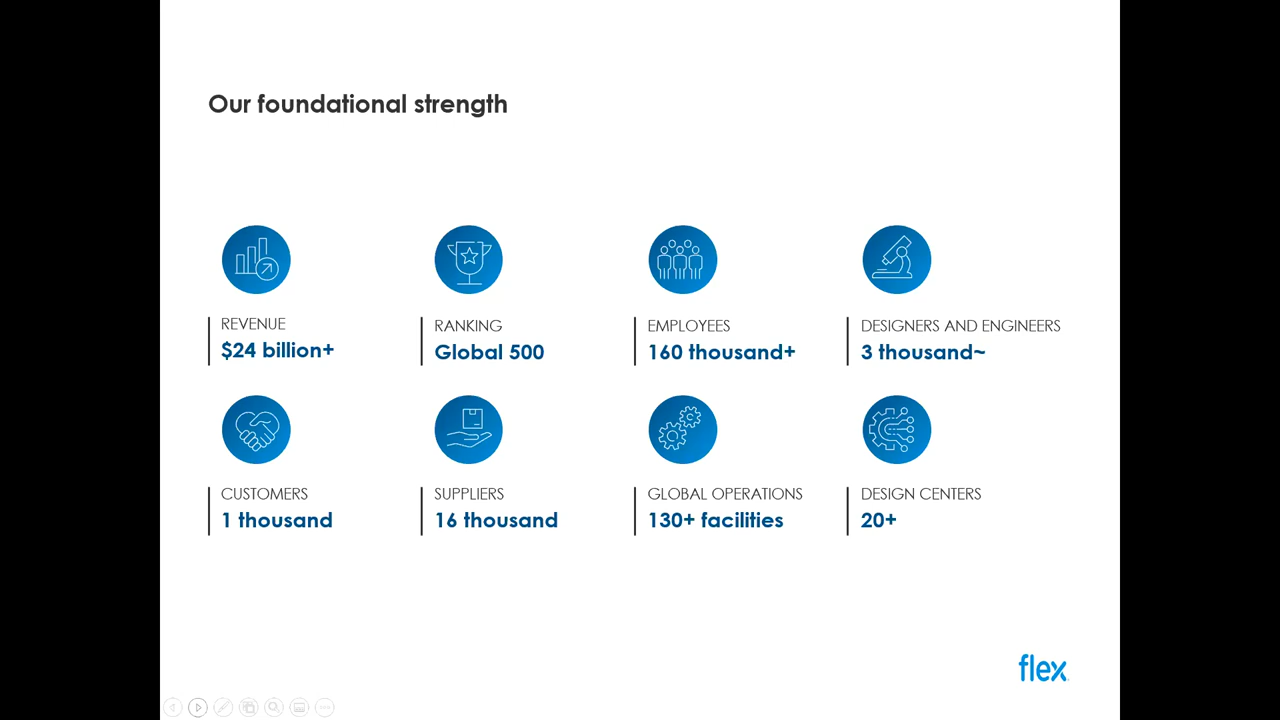 Our foundational strength
REVENUE
$24 billion+
RANKING
Global 500
EMPLOYEES
160 thousand+
DESIGNERS AND ENGINEERS
3 thousand~
CUSTOMERS
1 thousand
SUPPLIERS
16 thousand
GLOBAL OPERATIONS
130+ facilities
DESIGN CENTERS
20+
flex